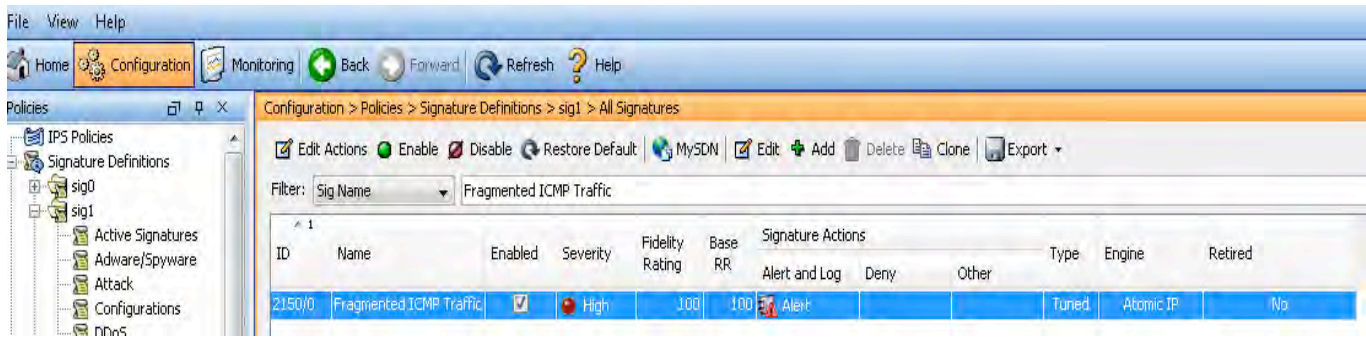 File View Help
Home Configuration Monitoring Back Forward Refresh Help
Policies
IPS Policies
Signature Definitions
sig0
sig1
Active Signatures
Adware/Spyware
Attack
Configurations
DDoS
Configuration > Policies > Signature Definitions > sig1 > All Signatures
Edit Actions Enable Disable Restore Default MySDN Edit Add Delete Clone Export
Filter: Sig Name Fragmented ICMP Traffic
1
ID Name Enabled Severity Fidelity Rating Base RR Signature Actions Type Engine Retired
Alert and Log Deny Other
2150/0 Fragmented ICMP Traffic High 100 100 Alert Tuned Atomic IP No